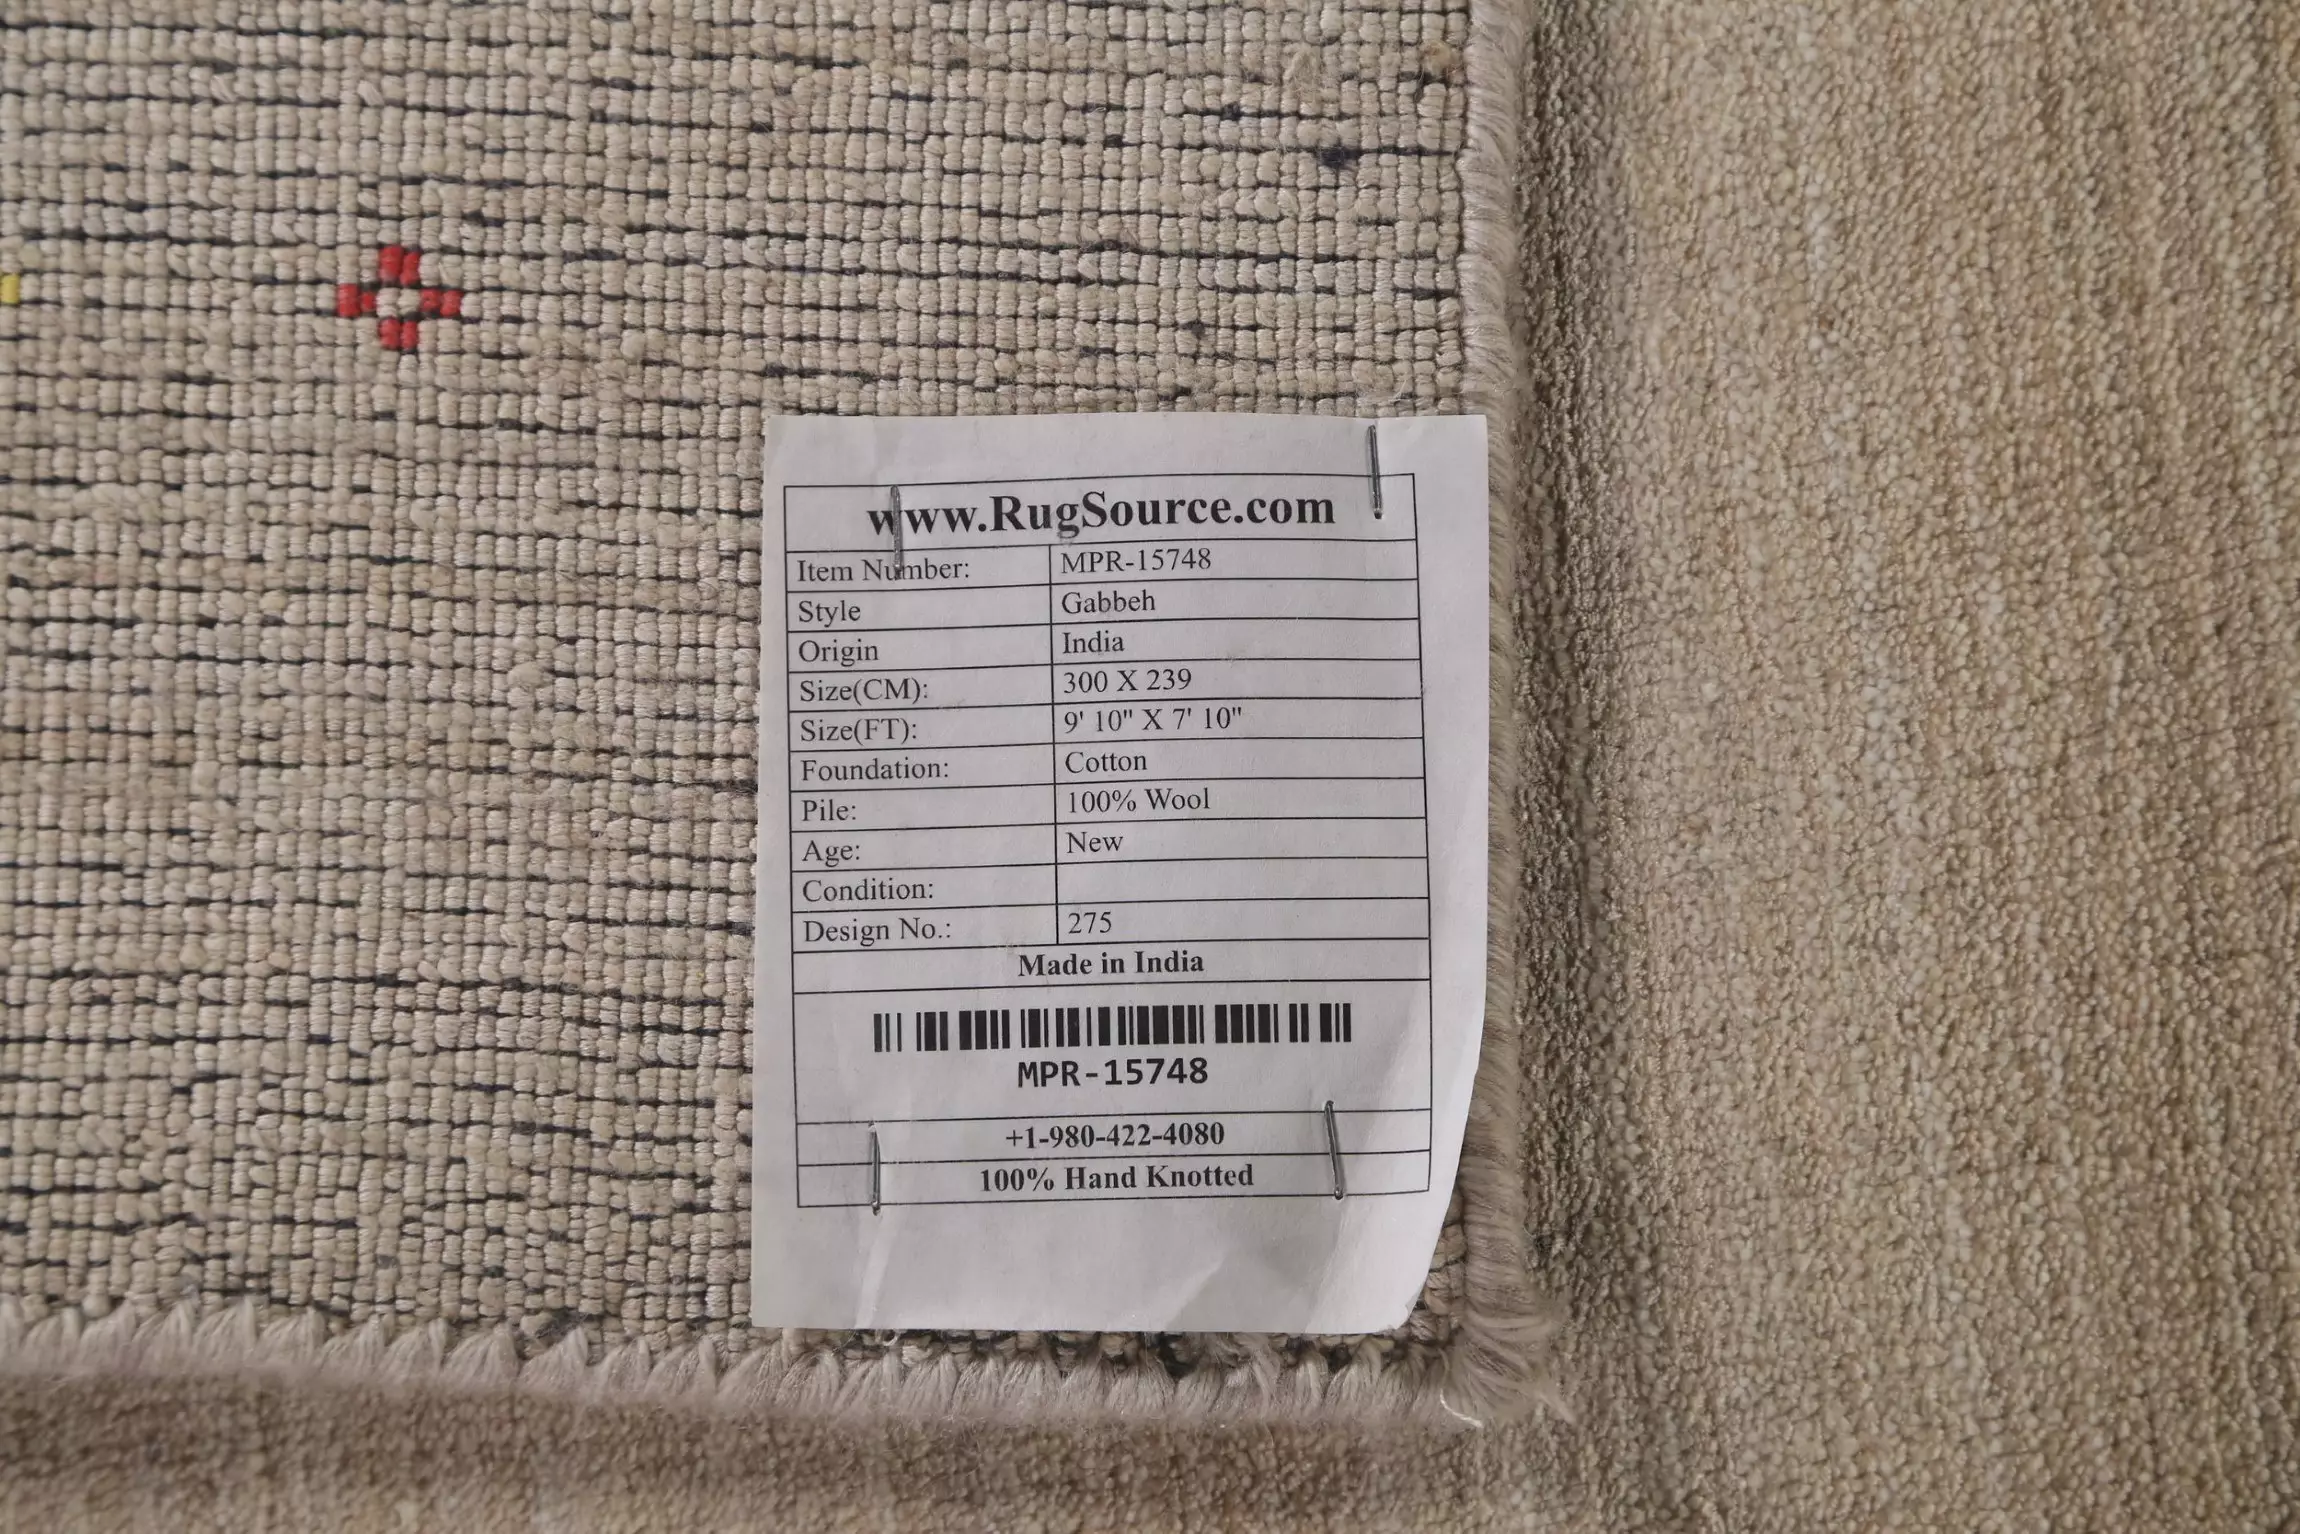 www.RugSource.com
Item Number: MPR-15748
Style Gabbeh
Origin India
Size(CM): 300 X 239
Size(FT): 9' 10" X 7' 10"
Foundation: Cotton
Pile: 100% Wool
Age: New
Condition:
Design No.: 275
Made in India
MPR-15748
+1-980-422-4080
100% Hand Knotted